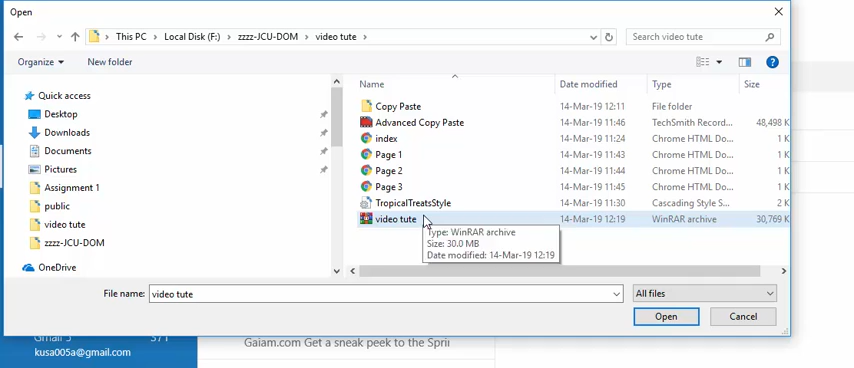 Open
This PC > Local Disk (F:) > zzzz-JCU-DOM > video tute >
Search video tute
Organize
New folder
Name
Date modified
Type
Size
Quick access
Desktop
Downloads
Documents
Pictures
Assignment 1
public
video tute
zzzz-JCU-DOM
OneDrive
Copy Paste 14-Mar-19 12:11 File folder
Advanced Copy Paste 14-Mar-19 11:46 TechSmith Record... 48,498 K
index 14-Mar-19 11:24 Chrome HTML Do... 1 K
Page 1 14-Mar-19 11:43 Chrome HTML Do... 1 K
Page 2 14-Mar-19 11:44 Chrome HTML Do... 1 K
Page 3 14-Mar-19 11:45 Chrome HTML Do... 1 K
TropicalTreatsStyle 14-Mar-19 11:30 Cascading Style S... 2 K
video tute 14-Mar-19 12:19 WinRAR archive 30,769 K
Type: WinRAR archive
Size: 30.0 MB
Date modified: 14-Mar-19 12:19
File name: video tute
All files
Open
Cancel
Gmail 5 371
kusa005a@gmail.com
Gaiam.com Get a sneak peek to the Sprii